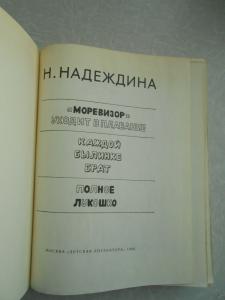 Н. НАДЕЖДИНА
«МОРЕВИЗОР»
УХОДИТ В ПЛАВАНИЕ
КАЖДОЙ
БЫЛИНКЕ
БРАТ
ПОЛНОЕ
ЛУКОШКО
МОСКВА «ДЕТСКАЯ ЛИТЕРАТУРА»